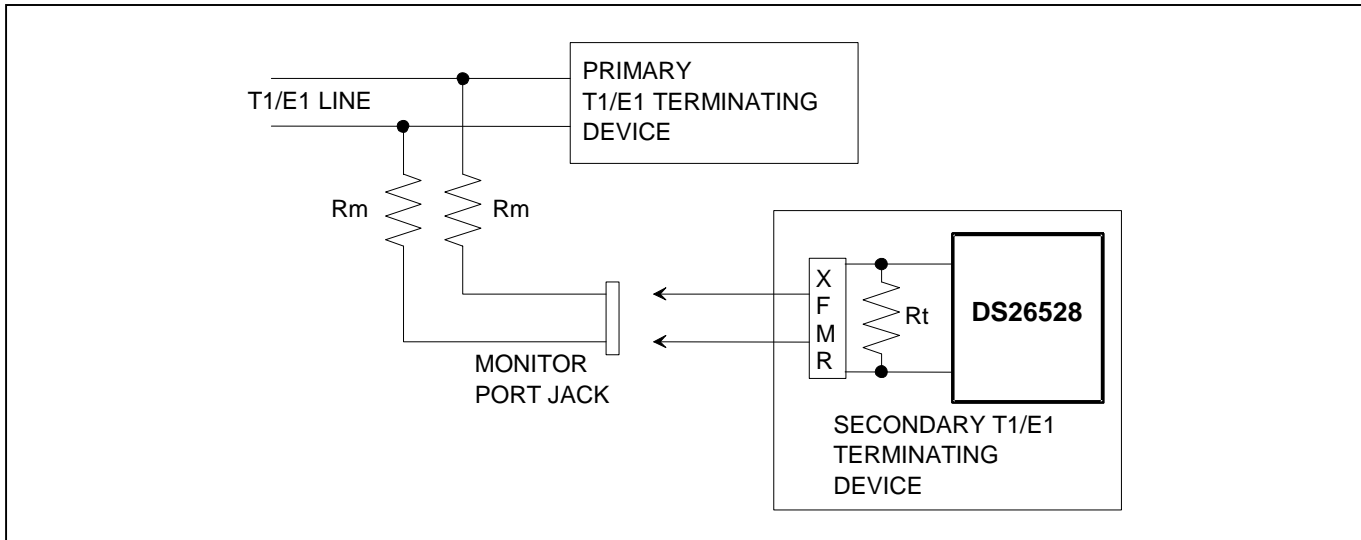 PRIMARY
T1/E1 TERMINATING
DEVICE
T1/E1 LINE
Rm
Rm
X
F
M
R
Rt
DS26528
MONITOR
PORT JACK
SECONDARY T1/E1
TERMINATING
DEVICE